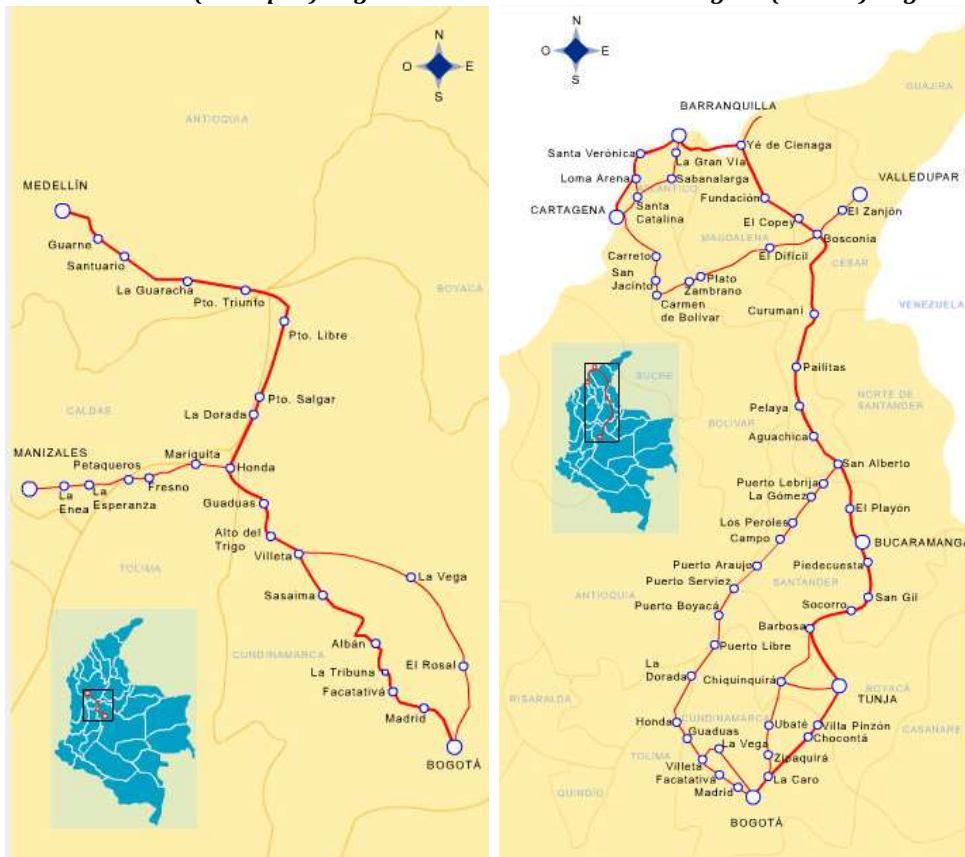 N
O
E
S
ANTIOQUIA
MEDELLÍN
Guarne
Santuario
La Guaracha
Pto. Triunfo
BOYACÁ
Pto. Libre
Pto. Salgar
La Dorada
CALDAS
MANIZALES
Petaqueros
Mariquita
Honda
La
Enea
La
Esperanza
Fresno
Guaduas
Alto del
Trigo
Villeta
TOLIMA
La Vega
Sasaima
Albán
CUNDINAMARCA
La Tribuna
El Rosal
Facatativá
Madrid
BOGOTÁ
N
O
E
S
GUAJIRA
BARRANQUILLA
Yé de Cienaga
Santa Verónica
La Gran Vía
VALLEDUPAR
Loma Arena
Sabanalarga
ATLÁNTICO
Fundación
CARTAGENA
Santa
Catalina
El Copey
El Zanjón
MAGDALENA
Bosconia
Carreto
El Difícil
CESAR
San
Jacinto
Plato
Zambrano
Carmen
de Bolívar
Curumaní
VENEZUELA
SUCRE
Pailitas
NORTE DE
SANTANDER
Pelaya
BOLIVAR
Aguachica
San Alberto
Puerto Lebrija
La Gómez
El Playón
Los Peroles
Campo
BUCARAMANGA
Puerto Araujo
Piedecuesta
Puerto Serviez
SANTANDER
ANTIOQUIA
San Gil
Puerto Boyacá
Socorro
Barbosa
Puerto Libre
La
Dorada
Chiquinquirá
RISARALDA
BOYACÁ
TUNJA
Honda
CUNDINAMARCA
Ubaté
Villa Pinzón
CASANARE
Guaduas
Chocontá
La Vega
TOLIMA
Villeta
Zipaquirá
Facatativa
La Caro
QUINDÍO
Madrid
BOGOTÁ